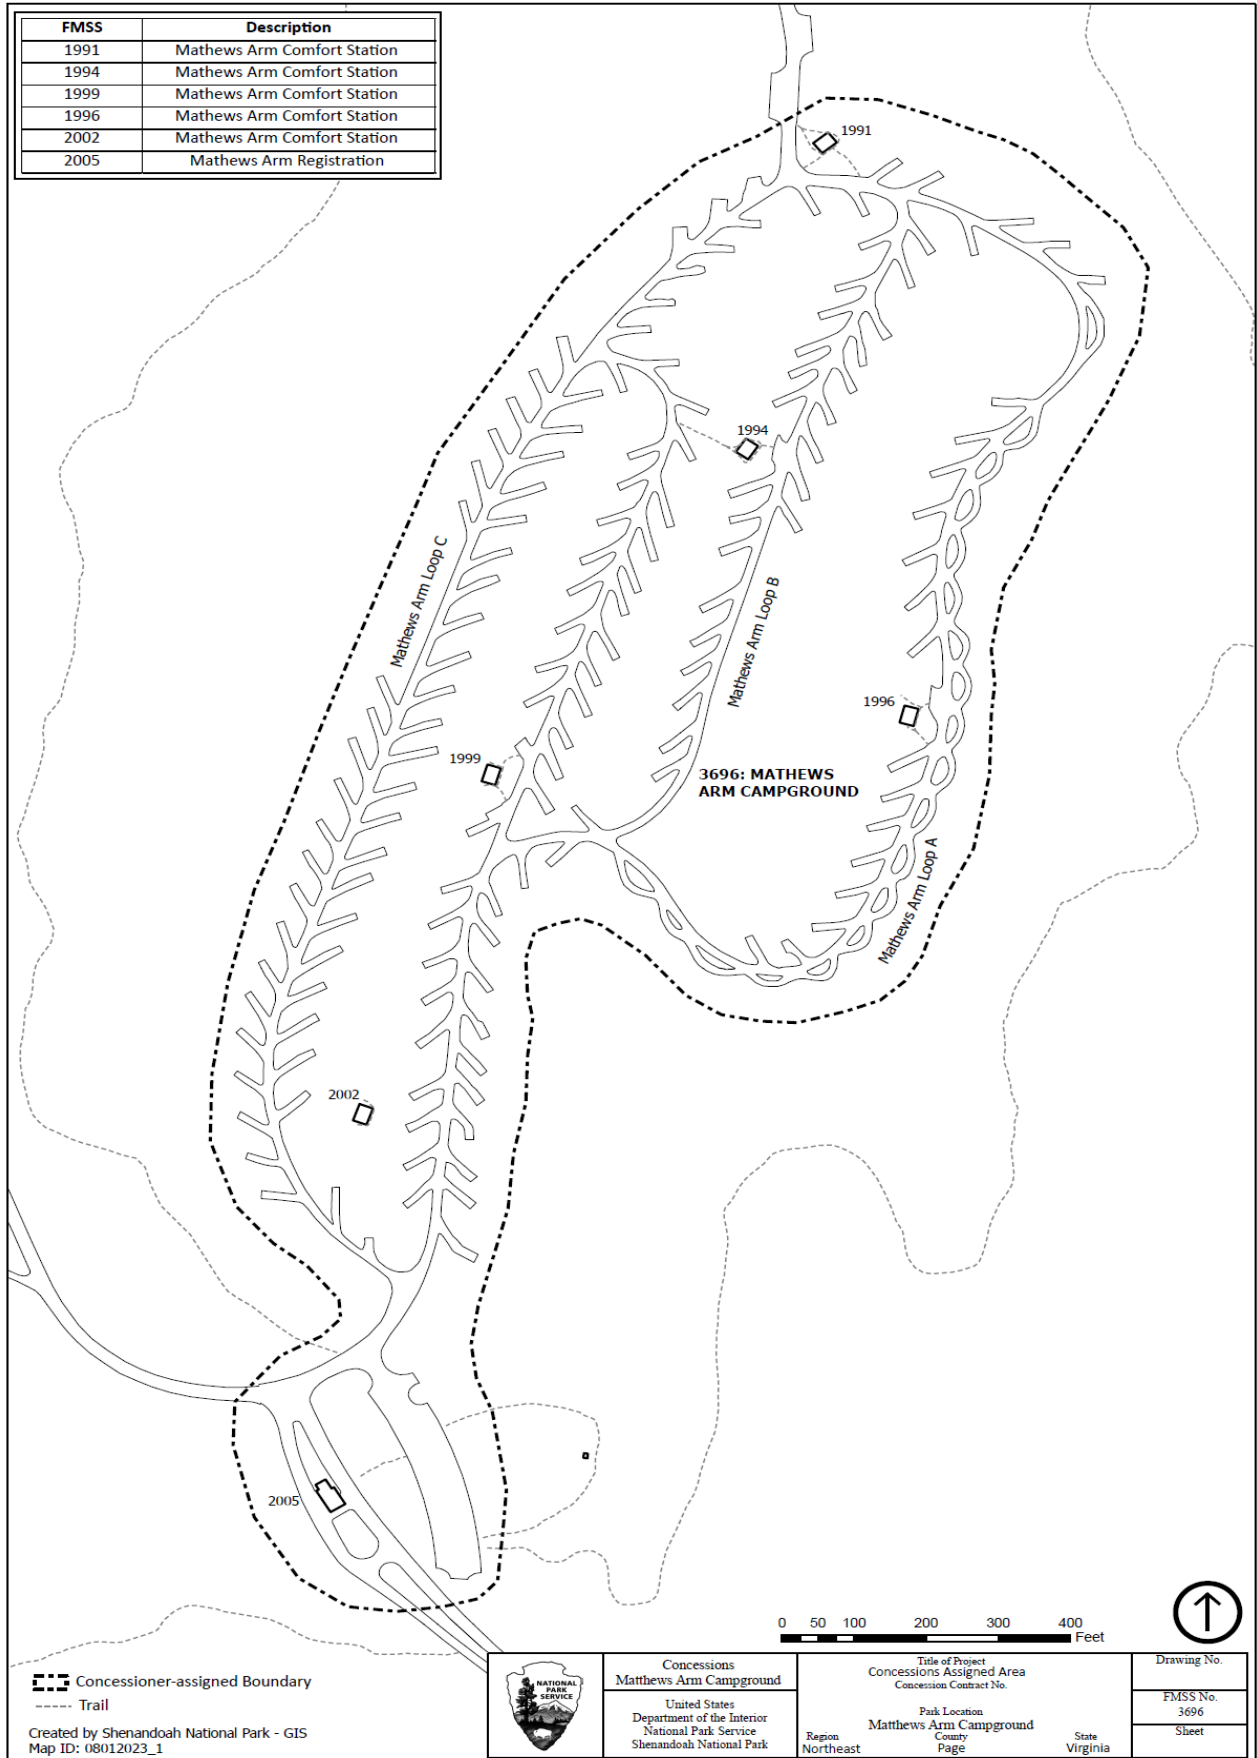 FMSS Description
1991 Mathews Arm Comfort Station
1994 Mathews Arm Comfort Station
1999 Mathews Arm Comfort Station
1996 Mathews Arm Comfort Station
2002 Mathews Arm Comfort Station
2005 Mathews Arm Registration
1991
1994
Mathews Arm Loop C
Mathews Arm Loop B
1996
1999
3696: MATHEWS
ARM CAMPGROUND
Mathews Arm Loop A
2002
2005
0 50 100 200 300 400
Feet
Concessioner-assigned Boundary
Trail
Created by Shenandoah National Park - GIS
Map ID: 08012023_1
NATIONAL
PARK
SERVICE
Concessions
Matthews Arm Campground
United States
Department of the Interior
National Park Service
Shenandoah National Park
Title of Project
Concessions Assigned Area
Concession Contract No.
Park Location
Matthews Arm Campground
Region County State
Northeast Page Virginia
Drawing No.
FMSS No.
3696
Sheet